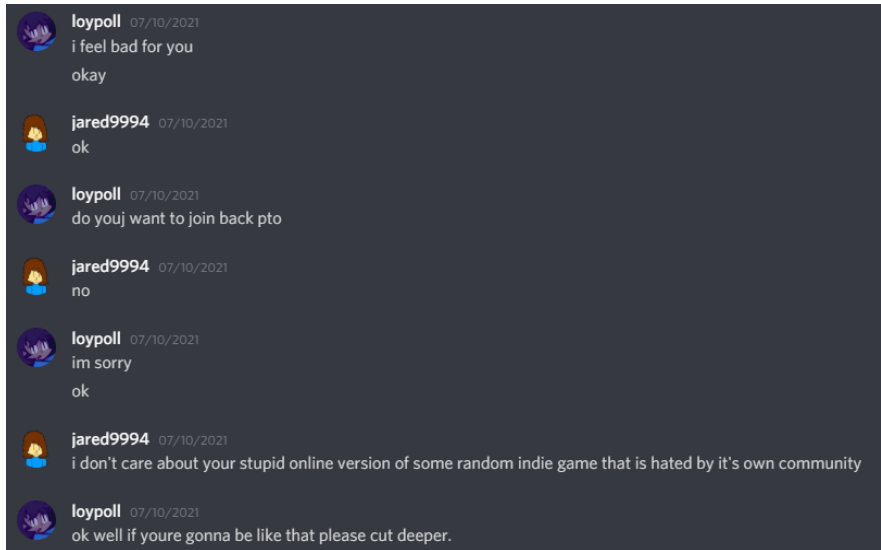 loypoll 07/10/2021
i feel bad for you
okay
jared9994 07/10/2021
ok
loypoll 07/10/2021
do youj want to join back pto
jared9994 07/10/2021
no
loypoll 07/10/2021
im sorry
ok
jared9994 07/10/2021
i don't care about your stupid online version of some random indie game that is hated by it's own community
loypoll 07/10/2021
ok well if youre gonna be like that please cut deeper.